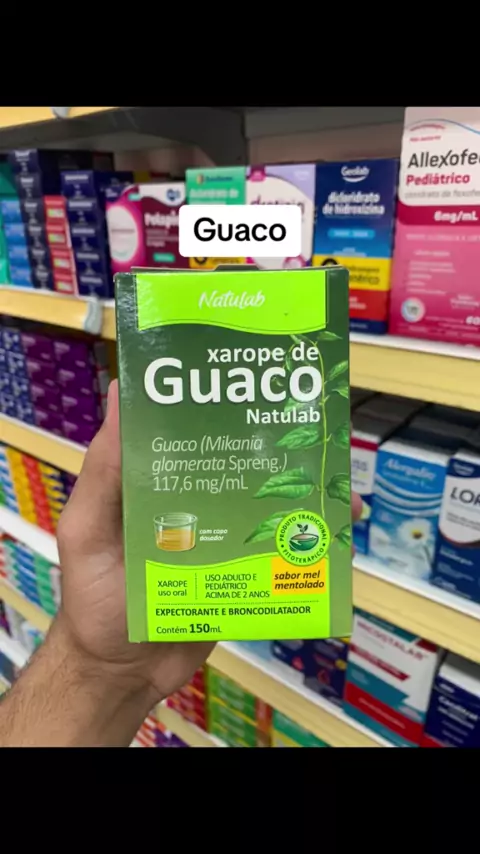 Guaco
Natulab
xarope de
Guaco
Natulab
Guaco (Mikania
glomerata Spreng.)
117,6 mg/mL
com copo
dosador
PRODUTO TRADICIONAL
FITOTERÁPICO
XAROPE
uso oral
USO ADULTO E
PEDIÁTRICO
ACIMA DE 2 ANOS
sabor mel
mentolado
EXPECTORANTE E BRONCODILATADOR
Contém 150mL
Geolab
dicloridrato
de hidroxizina
Pediátrico
6mg/mL